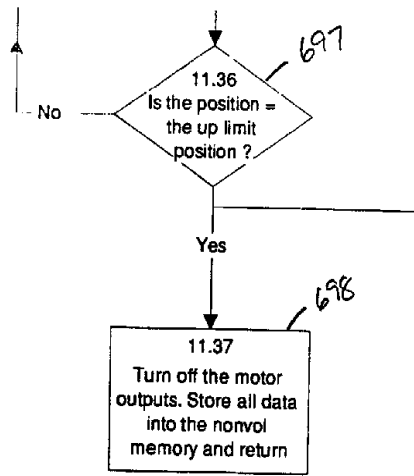 697
11.36
Is the position =
the up limit
position ?
No
Yes
698
11.37
Turn off the motor
outputs. Store all data
into the nonvol
memory and return